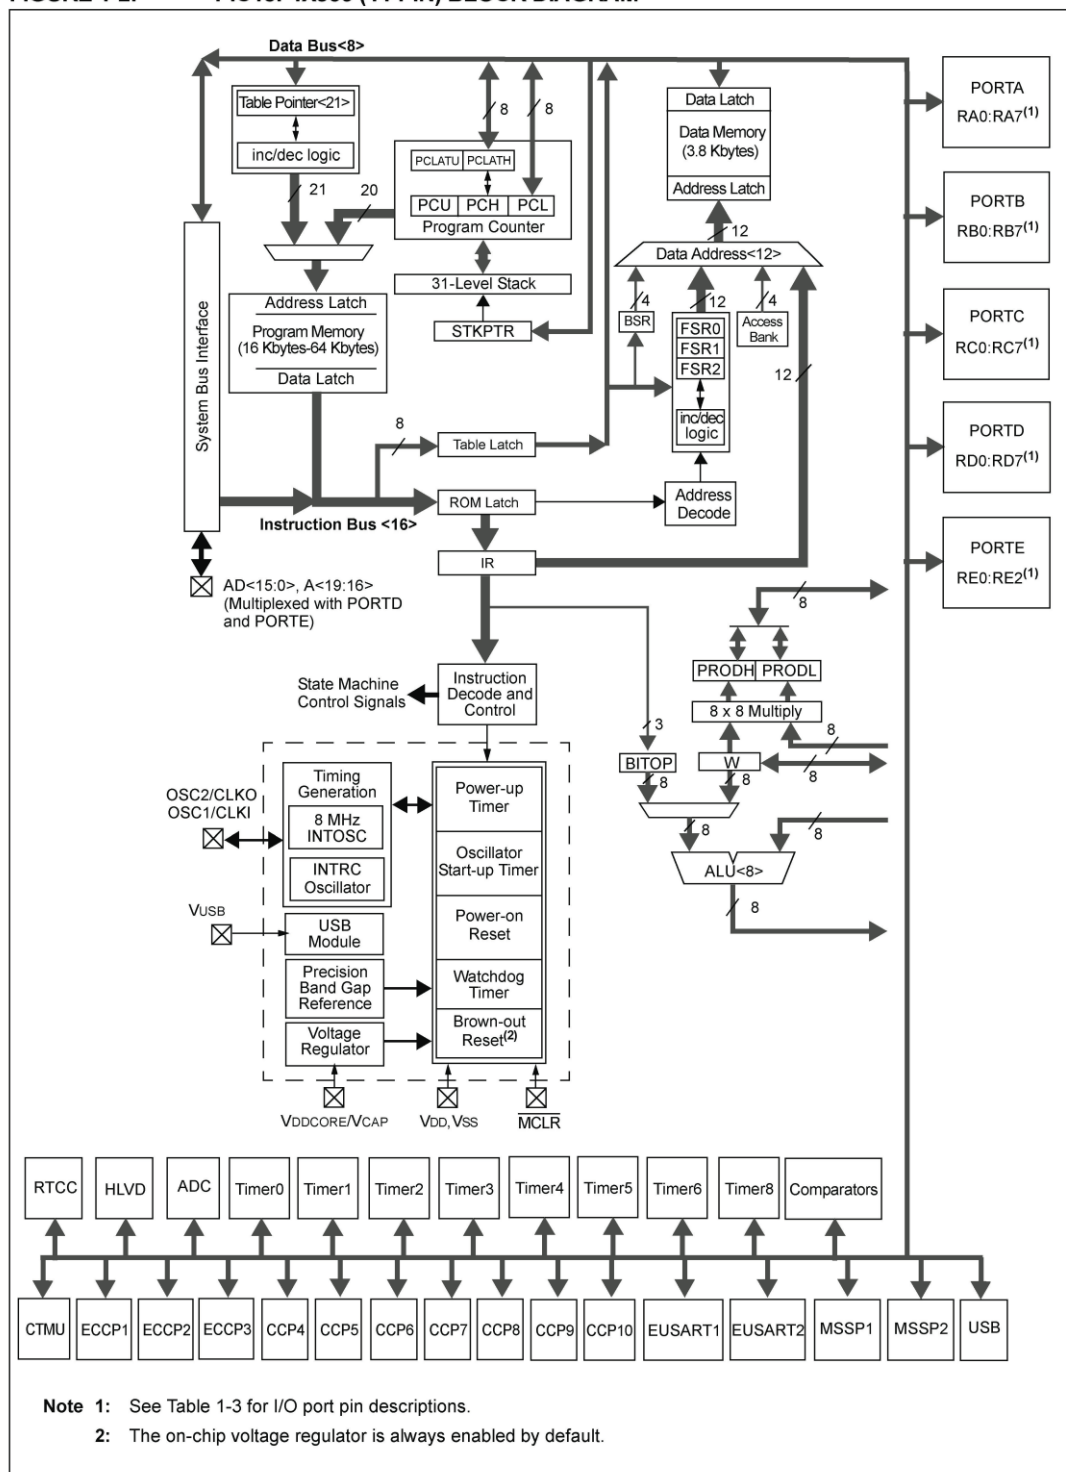 Data Bus<8>
Table Pointer<21>
inc/dec logic
21
20
8
8
PCLATU PCLATH
PCU PCH PCL
Program Counter
31-Level Stack
STKPTR
Data Latch
Data Memory
(3.8 Kbytes)
Address Latch
12
Data Address<12>
4
12
4
BSR
FSR0
FSR1
FSR2
inc/dec
logic
Access
Bank
12
Address
Decode
PORTA
RA0:RA7(1)
PORTB
RB0:RB7(1)
PORTC
RC0:RC7(1)
PORTD
RD0:RD7(1)
PORTE
RE0:RE2(1)
System Bus Interface
Address Latch
Program Memory
(16 Kbytes-64 Kbytes)
Data Latch
8
Table Latch
ROM Latch
Instruction Bus <16>
IR
AD<15:0>, A<19:16>
(Multiplexed with PORTD
and PORTE)
8
PRODH PRODL
8 x 8 Multiply
8
State Machine
Control Signals
Instruction
Decode and
Control
3
BITOP
W
8
8
8
8
8
ALU<8>
8
OSC2/CLKO
OSC1/CLKI
Timing
Generation
8 MHz
INTOSC
INTRC
Oscillator
VUSB
USB
Module
Precision
Band Gap
Reference
Voltage
Regulator
Power-up
Timer
Oscillator
Start-up Timer
Power-on
Reset
Watchdog
Timer
Brown-out
Reset(2)
VDDCORE/VCAP
VDD, VSS
MCLR
RTCC HLVD ADC Timer0 Timer1 Timer2 Timer3 Timer4 Timer5 Timer6 Timer8 Comparators
CTMU ECCP1 ECCP2 ECCP3 CCP4 CCP5 CCP6 CCP7 CCP8 CCP9 CCP10 EUSART1 EUSART2 MSSP1 MSSP2 USB
Note 1: See Table 1-3 for I/O port pin descriptions.
2: The on-chip voltage regulator is always enabled by default.